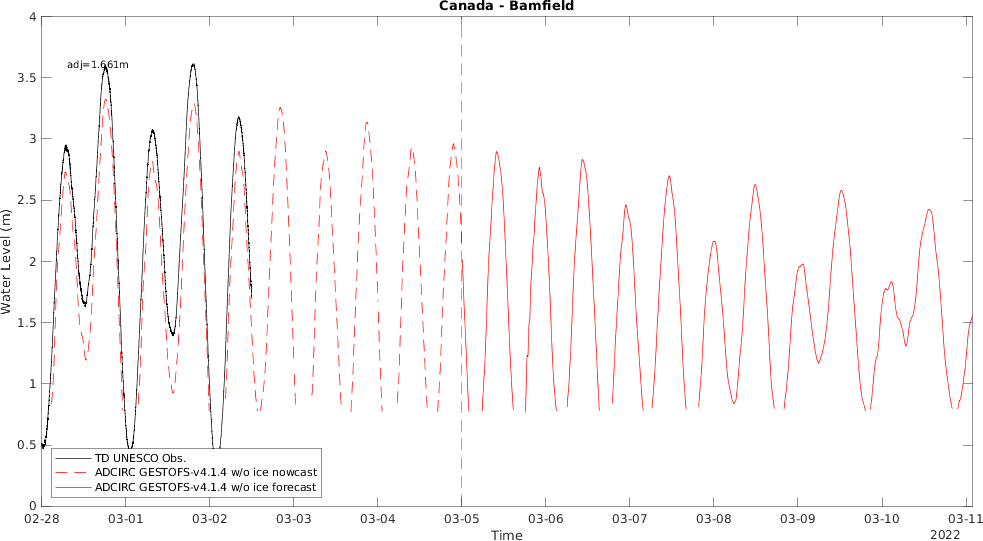 Canada - Bamfield
adj=1.661m
Water Level (m)
4
3.5
3
2.5
2
1.5
1
0.5
0
TD UNESCO Obs.
ADCIRC GESTOFS-v4.1.4 w/o ice nowcast
ADCIRC GESTOFS-v4.1.4 w/o ice forecast
02-28 03-01 03-02 03-03 03-04 03-05 03-06 03-07 03-08 03-09 03-10 03-11
Time
2022